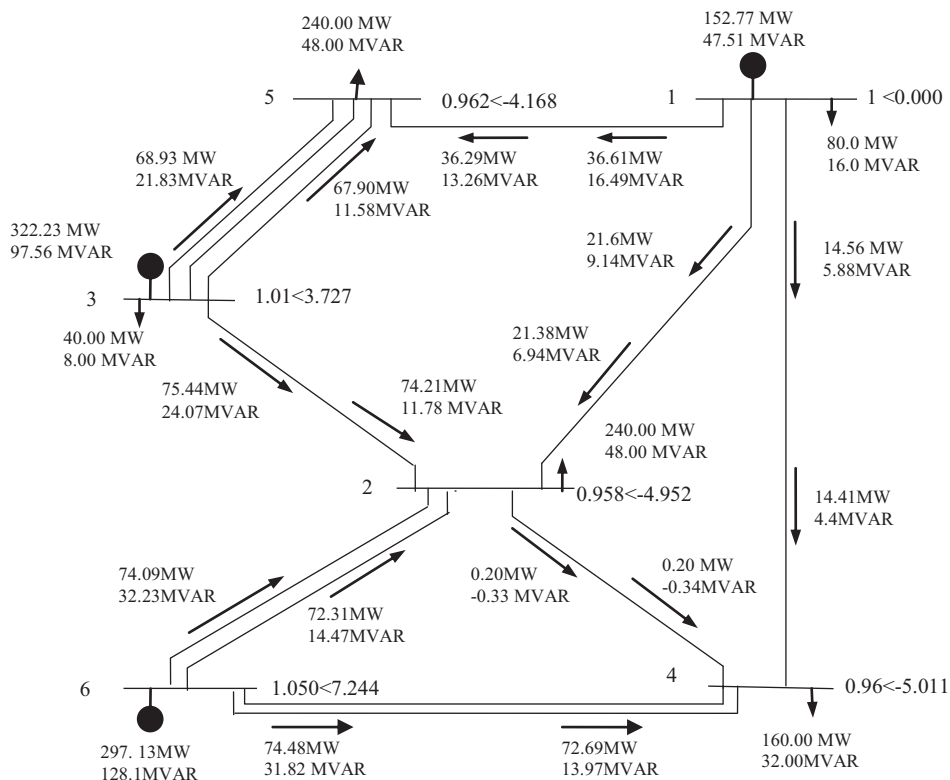 240.00 MW
48.00 MVAR
152.77 MW
47.51 MVAR
5
0.962<-4.168
1
1 <0.000
68.93 MW
21.83MVAR
67.90MW
11.58MVAR
36.29MW
13.26MVAR
36.61MW
16.49MVAR
80.0 MW
16.0 MVAR
322.23 MW
97.56 MVAR
21.6MW
9.14MVAR
14.56 MW
5.88MVAR
3
1.01<3.727
40.00 MW
8.00 MVAR
21.38MW
6.94MVAR
75.44MW
24.07MVAR
74.21MW
11.78 MVAR
240.00 MW
48.00 MVAR
2
0.958<-4.952
14.41MW
4.4MVAR
74.09MW
32.23MVAR
72.31MW
14.47MVAR
0.20MW
-0.33 MVAR
0.20 MW
-0.34MVAR
6
1.050<7.244
4
0.96<-5.011
297. 13MW
128.1MVAR
74.48MW
31.82 MVAR
72.69MW
13.97MVAR
160.00 MW
32.00MVAR